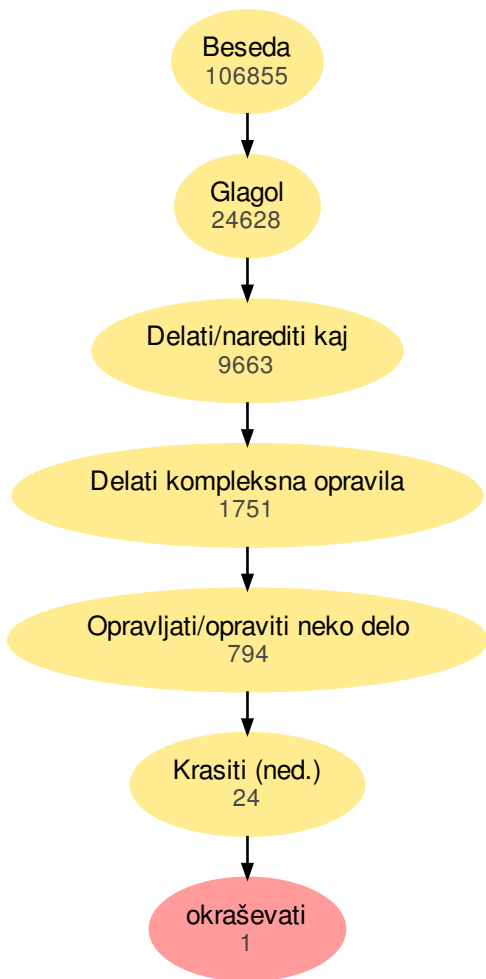 Beseda
106855
Glagol
24628
Delati/narediti kaj
9663
Delati kompleksna opravila
1751
Opravljati/opraviti neko delo
794
Krasiti (ned.)
24
okraševati
1